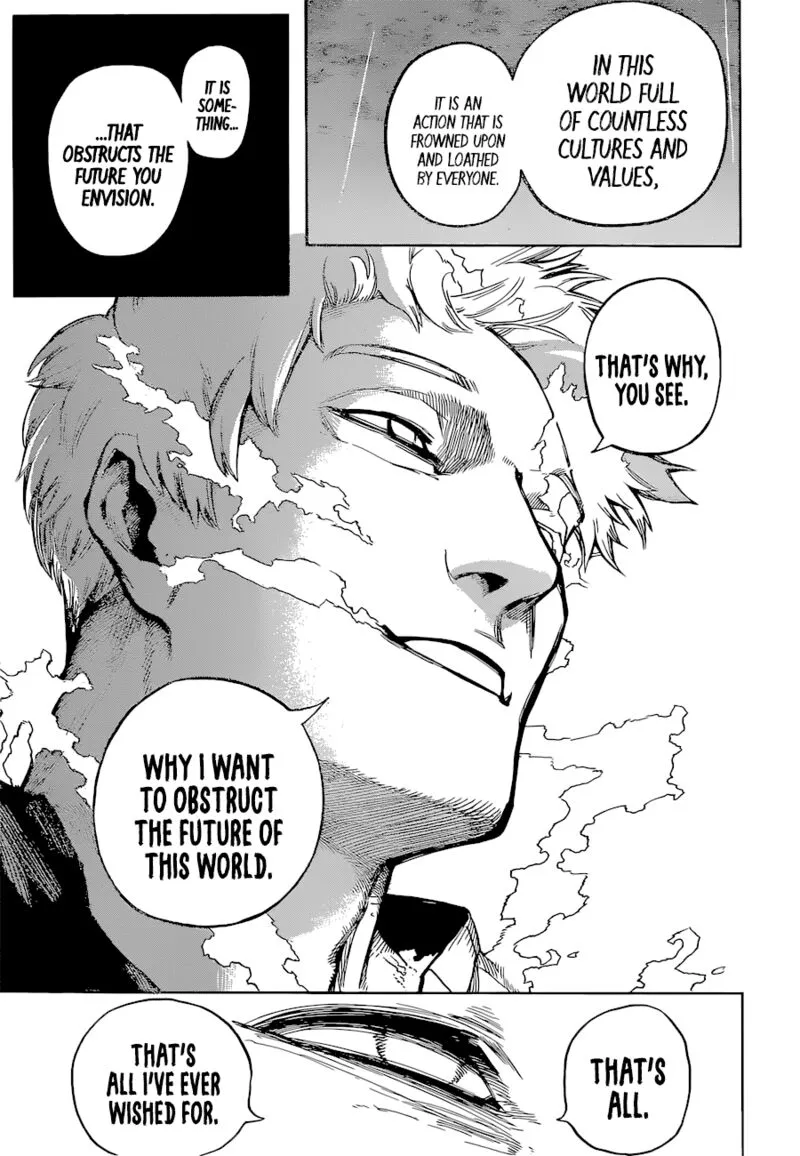 IN THIS
WORLD FULL
OF COUNTLESS
CULTURES AND
VALUES,
IT IS AN
ACTION THAT IS
FROWNED UPON
AND LOATHED
BY EVERYONE.
IT IS
SOME-
THING...
...THAT
OBSTRUCTS THE
FUTURE YOU
ENVISION.
THAT'S WHY,
YOU SEE.
WHY I WANT
TO OBSTRUCT
THE FUTURE OF
THIS WORLD.
THAT'S
ALL.
THAT'S
ALL I'VE EVER
WISHED FOR.